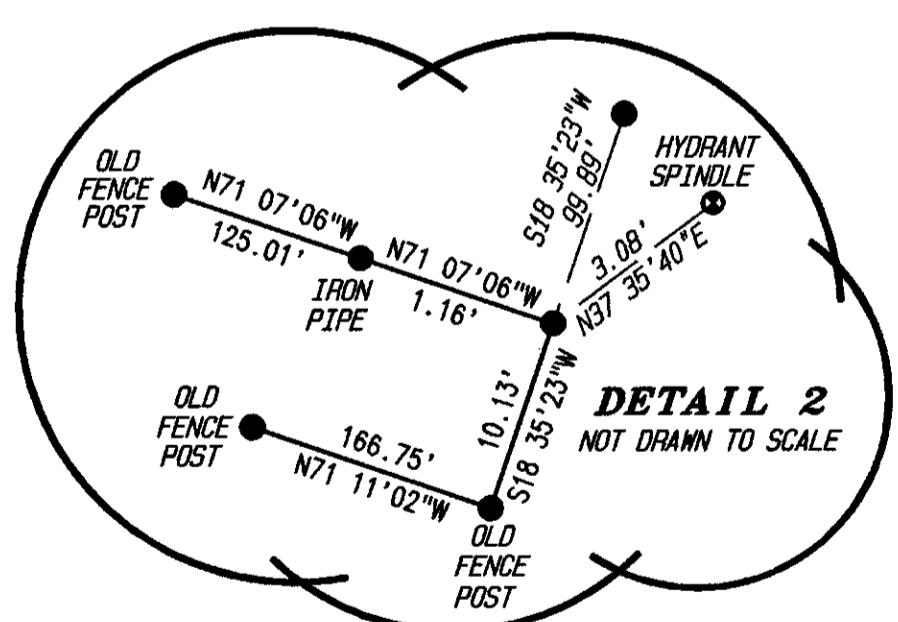 S18 35'23"W
99.89'
HYDRANT
SPINDLE
OLD
FENCE
POST
N71 07'06"W
125.01'
IRON
PIPE
N71 07'06"W
1.16'
3.08'
N37 35'40"E
10.13'
S18 35'23"W
DETAIL 2
NOT DRAWN TO SCALE
OLD
FENCE
POST
166.75'
N71 11'02"W
OLD
FENCE
POST